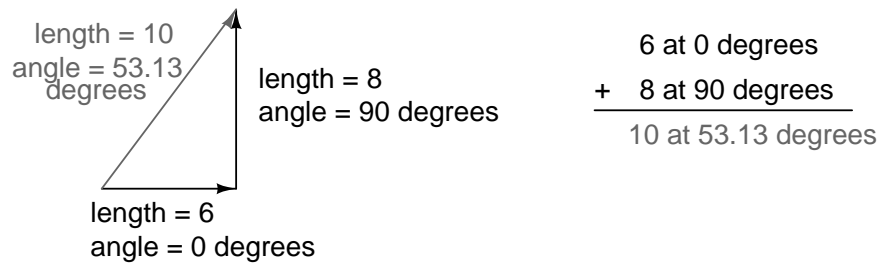 length = 10
angle = 53.13
degrees
length = 8
angle = 90 degrees
length = 6
angle = 0 degrees
6 at 0 degrees
+ 8 at 90 degrees
10 at 53.13 degrees